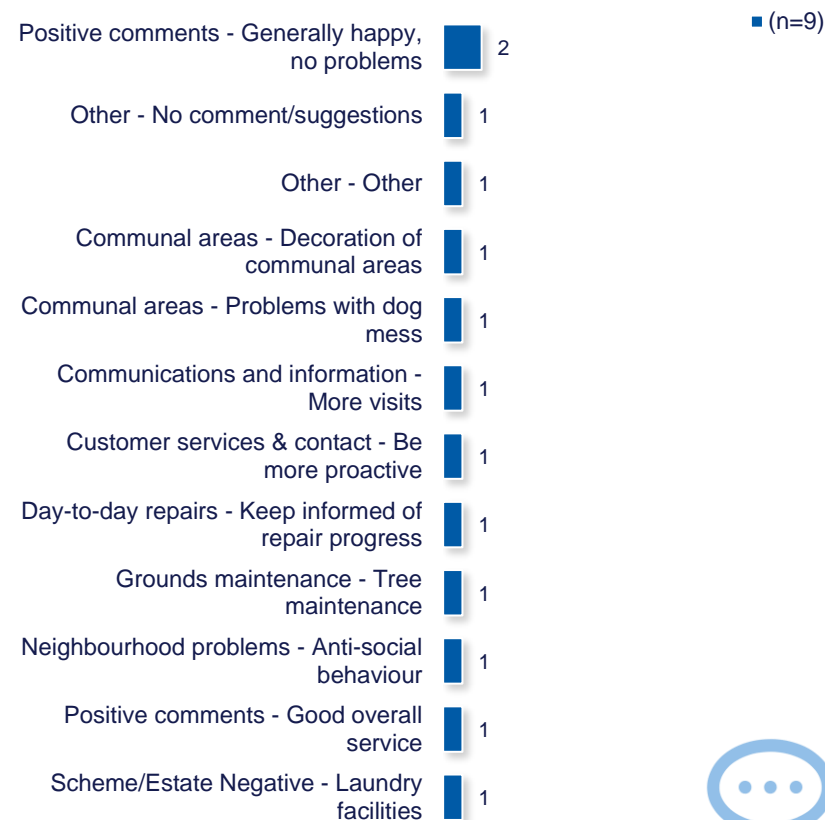 (n=9)
Positive comments - Generally happy,
no problems
2
Other - No comment/suggestions
1
Other - Other
1
Communal areas - Decoration of
communal areas
1
Communal areas - Problems with dog
mess
1
Communications and information -
More visits
1
Customer services & contact - Be
more proactive
1
Day-to-day repairs - Keep informed of
repair progress
1
Grounds maintenance - Tree
maintenance
1
Neighbourhood problems - Anti-social
behaviour
1
Positive comments - Good overall
service
1
Scheme/Estate Negative - Laundry
facilities
1